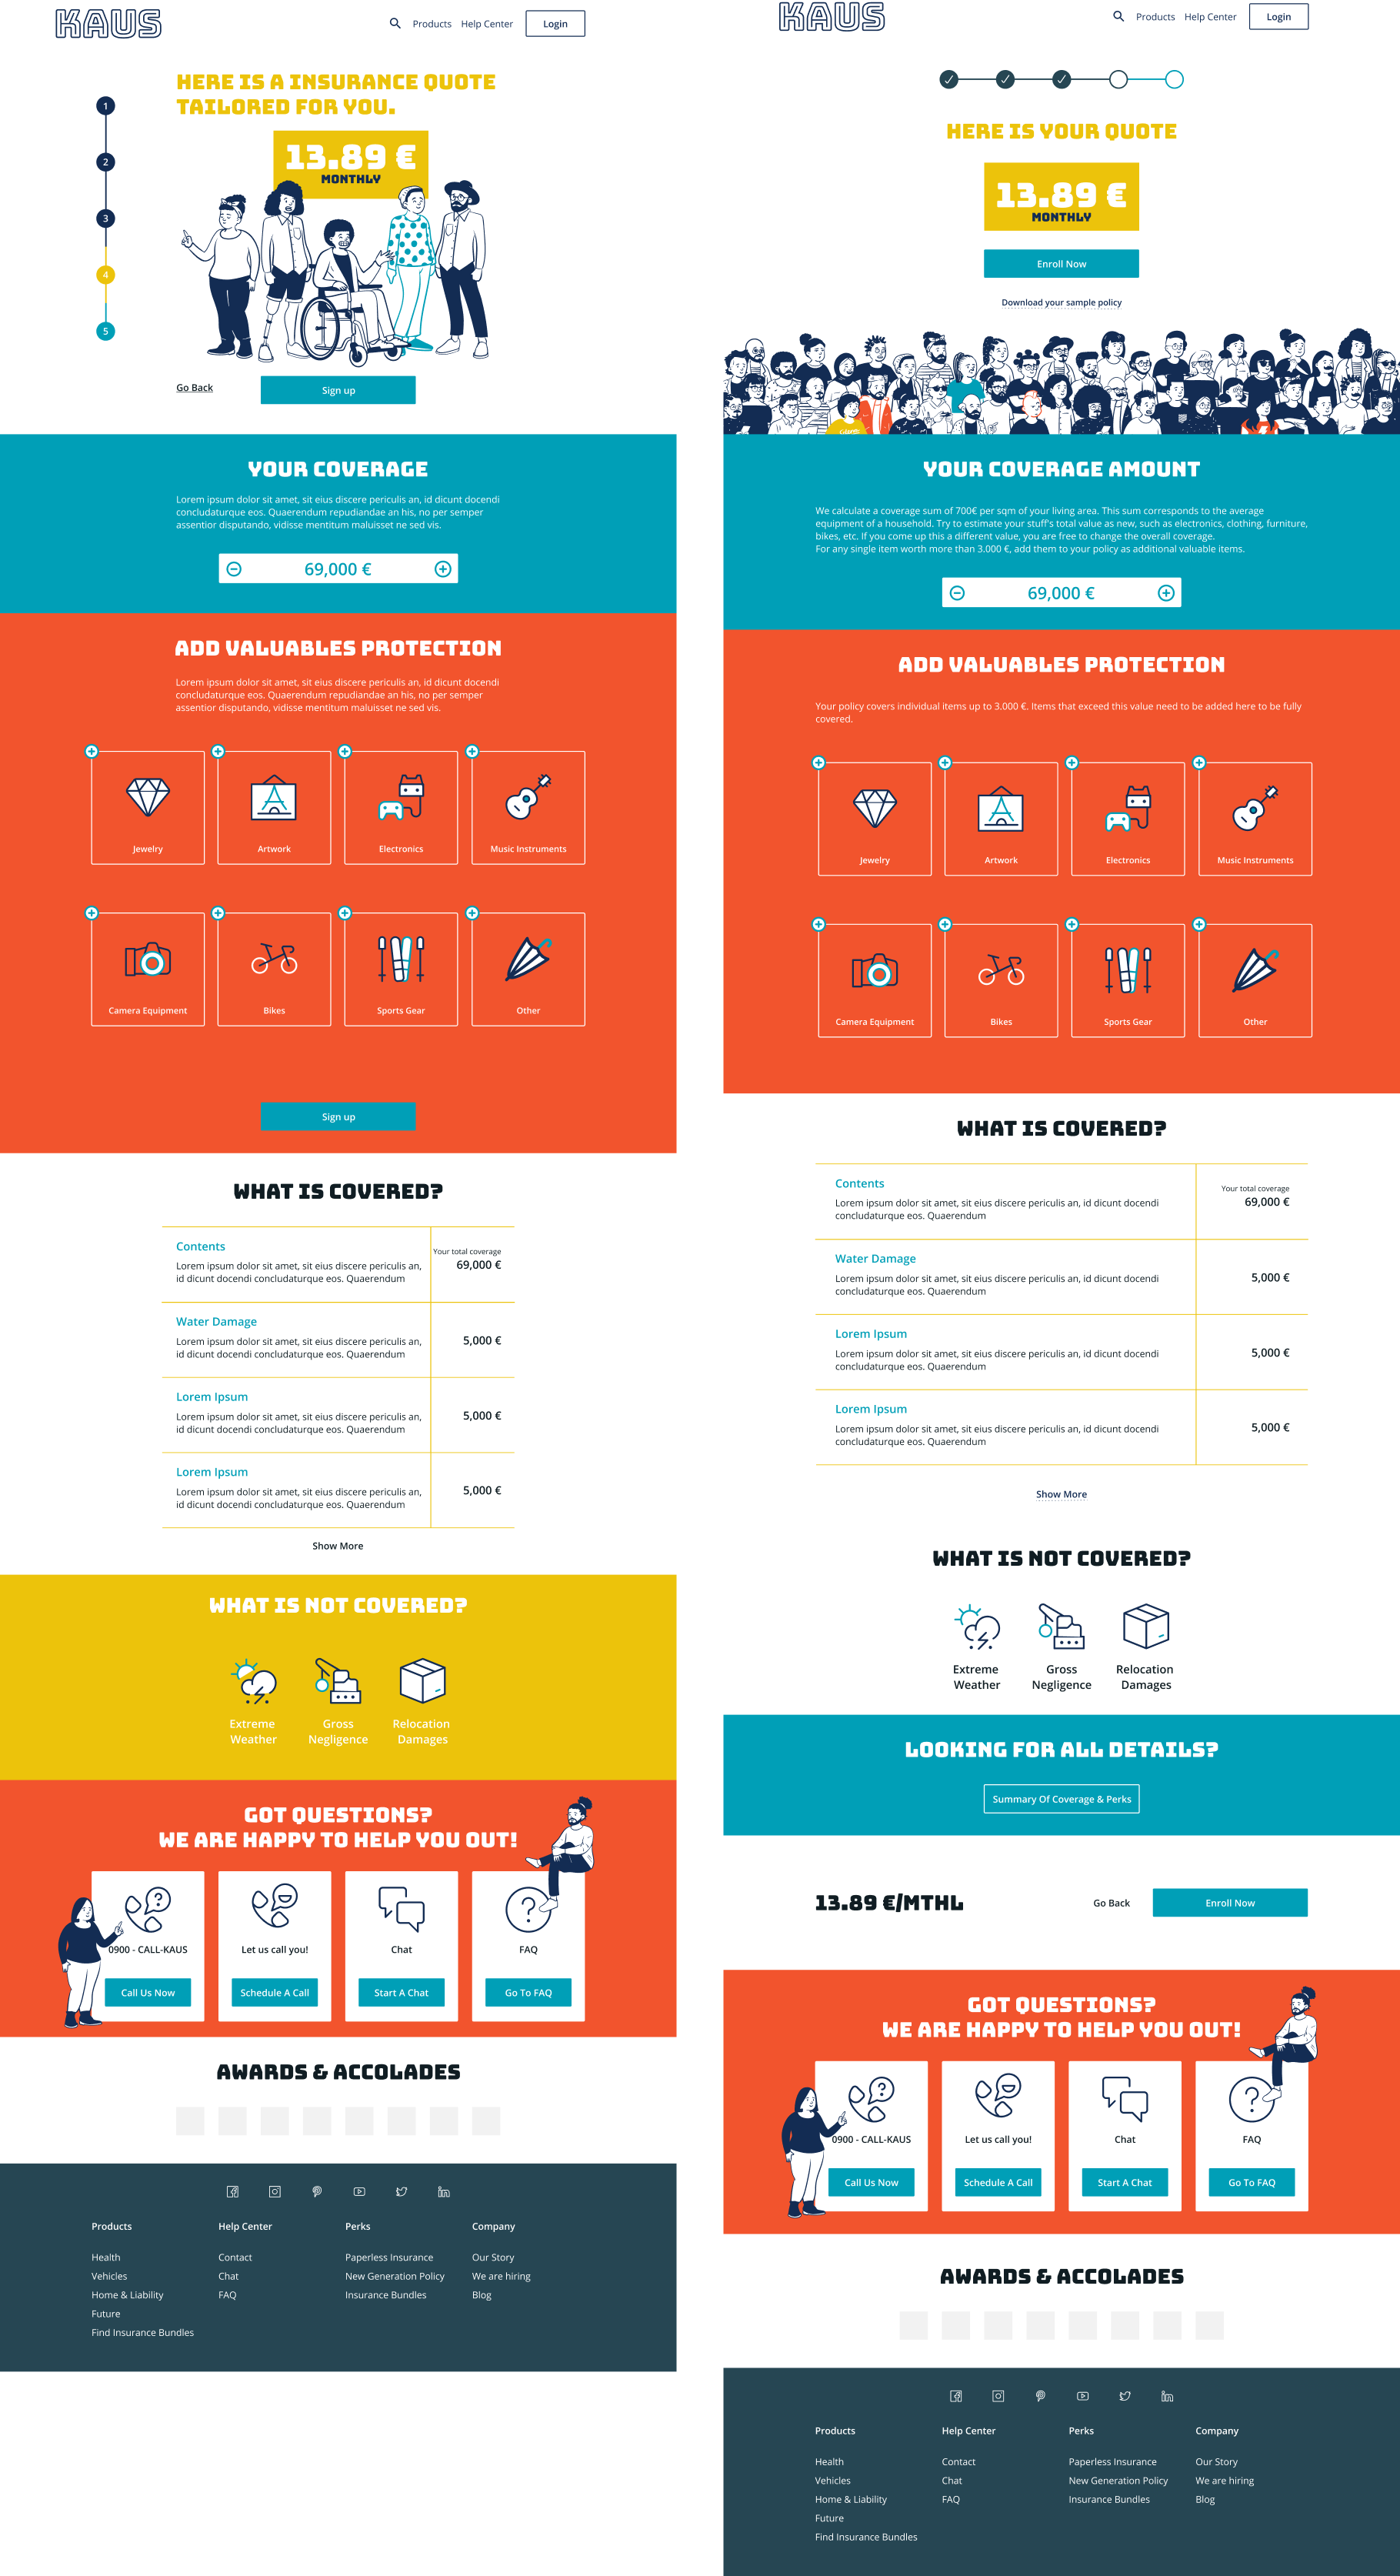 KAUS
Products Help Center Login
HERE IS A INSURANCE QUOTE
TAILORED FOR YOU.
1
2
3
4
5
13.89 €
MONTHLY
Go Back
Sign up
YOUR COVERAGE
Lorem ipsum dolor sit amet, sit eius discere periculis an, id dicunt docendi
concludaturque eos. Quaerendum repudiandae an his, no per semper
assentior disputando, vidisse mentitum maluisset ne sed vis.
69,000 €
ADD VALUABLES PROTECTION
Lorem ipsum dolor sit amet, sit eius discere periculis an, id dicunt docendi
concludaturque eos. Quaerendum repudiandae an his, no per semper
assentior disputando, vidisse mentitum maluisset ne sed vis.
Jewelry Artwork Electronics Music Instruments
Camera Equipment Bikes Sports Gear Other
Sign up
WHAT IS COVERED?
Contents
Lorem ipsum dolor sit amet, sit eius discere periculis an,
id dicunt docendi concludaturque eos. Quaerendum
Your total coverage
69,000 €
Water Damage
Lorem ipsum dolor sit amet, sit eius discere periculis an,
id dicunt docendi concludaturque eos. Quaerendum
5,000 €
Lorem Ipsum
Lorem ipsum dolor sit amet, sit eius discere periculis an,
id dicunt docendi concludaturque eos. Quaerendum
5,000 €
Lorem Ipsum
Lorem ipsum dolor sit amet, sit eius discere periculis an,
id dicunt docendi concludaturque eos. Quaerendum
5,000 €
Show More
WHAT IS NOT COVERED?
Extreme
Weather
Gross
Negligence
Relocation
Damages
GOT QUESTIONS?
WE ARE HAPPY TO HELP YOU OUT!
0900 - CALL-KAUS Let us call you! Chat FAQ
Call Us Now Schedule A Call Start A Chat Go To FAQ
AWARDS & ACCOLADES
Products Help Center Perks Company
Health Contact Paperless Insurance Our Story
Vehicles Chat New Generation Policy We are hiring
Home & Liability FAQ Insurance Bundles Blog
Future
Find Insurance Bundles
KAUS
Products Help Center Login
HERE IS YOUR QUOTE
13.89 €
MONTHLY
Enroll Now
Download your sample policy
YOUR COVERAGE AMOUNT
We calculate a coverage sum of 700€ per sqm of your living area. This sum corresponds to the average
equipment of a household. Try to estimate your stuff's total value as new, such as electronics, clothing, furniture,
bikes, etc. If you come up this a different value, you are free to change the overall coverage.
For any single item worth more than 3.000 €, add them to your policy as additional valuable items.
69,000 €
ADD VALUABLES PROTECTION
Your policy covers individual items up to 3.000 €. Items that exceed this value need to be added here to be fully
covered.
Jewelry Artwork Electronics Music Instruments
Camera Equipment Bikes Sports Gear Other
WHAT IS COVERED?
Contents
Lorem ipsum dolor sit amet, sit eius discere periculis an, id dicunt docendi
concludaturque eos. Quaerendum
Your total coverage
69,000 €
Water Damage
Lorem ipsum dolor sit amet, sit eius discere periculis an, id dicunt docendi
concludaturque eos. Quaerendum
5,000 €
Lorem Ipsum
Lorem ipsum dolor sit amet, sit eius discere periculis an, id dicunt docendi
concludaturque eos. Quaerendum
5,000 €
Lorem Ipsum
Lorem ipsum dolor sit amet, sit eius discere periculis an, id dicunt docendi
concludaturque eos. Quaerendum
5,000 €
Show More
WHAT IS NOT COVERED?
Extreme
Weather
Gross
Negligence
Relocation
Damages
LOOKING FOR ALL DETAILS?
Summary Of Coverage & Perks
13.89 €/MTHL
Go Back
Enroll Now
GOT QUESTIONS?
WE ARE HAPPY TO HELP YOU OUT!
0900 - CALL-KAUS Let us call you! Chat FAQ
Call Us Now Schedule A Call Start A Chat Go To FAQ
AWARDS & ACCOLADES
Products Help Center Perks Company
Health Contact Paperless Insurance Our Story
Vehicles Chat New Generation Policy We are hiring
Home & Liability FAQ Insurance Bundles Blog
Future
Find Insurance Bundles